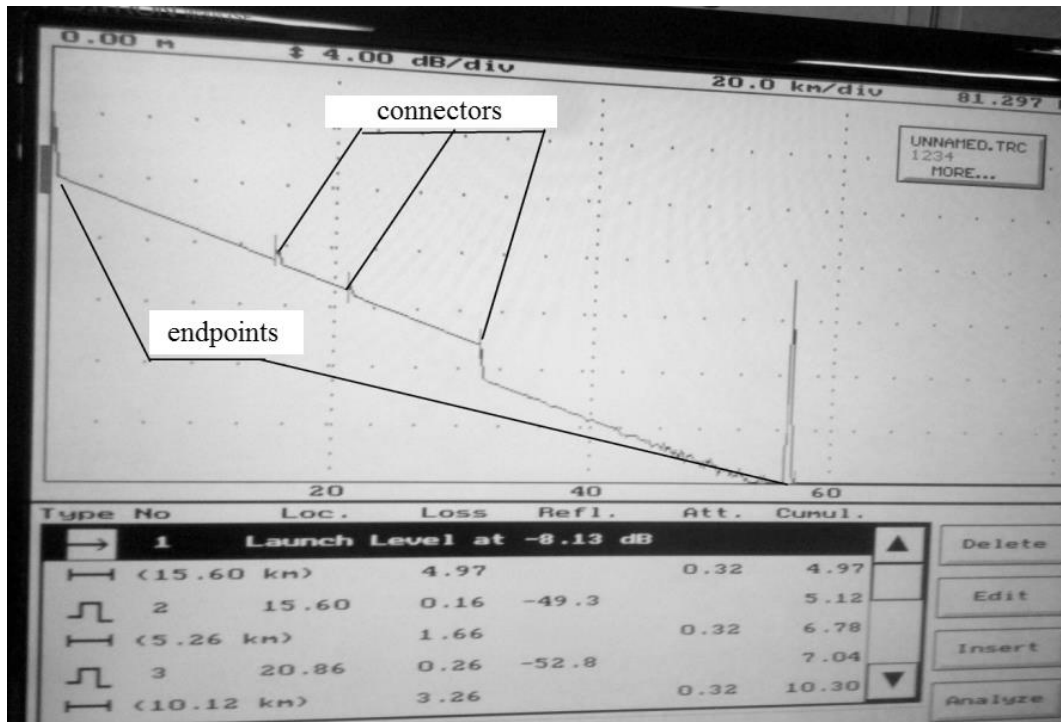 0.00 m ↕ 4.00 dB/div 20.0 km/div 81.297
connectors
UNNAMED.TRC
1234
MORE...
endpoints
20 40 60
Type No Loc. Loss Refl. Att. Cumul.
1 Launch Level at -8.13 dB
Delete
(15.60 km) 4.97 0.32 4.97
2 15.60 0.16 -49.3 5.12
Edit
(5.26 km) 1.66 0.32 6.78
Insert
3 20.86 0.26 -52.8 7.04
(10.12 km) 3.26 0.32 10.30
Analyze